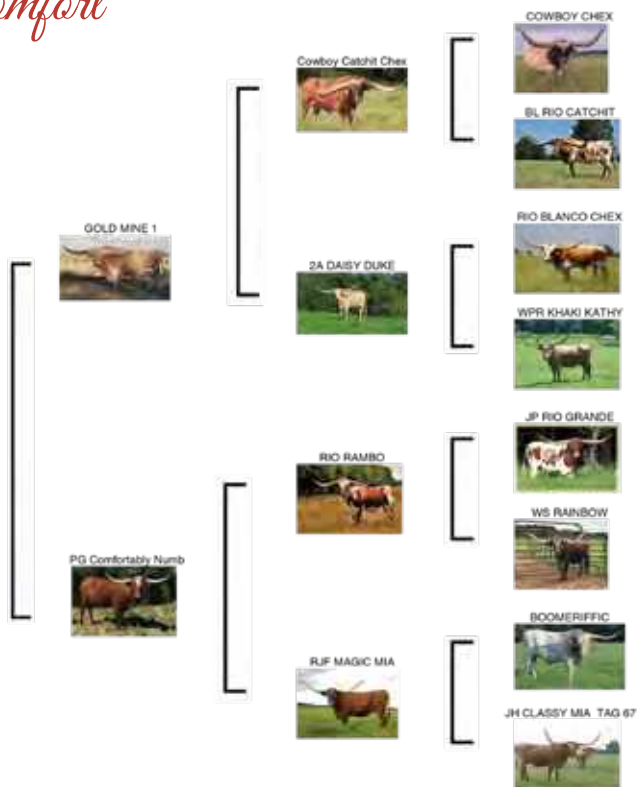 omfort
COWBOY CHEX
Cowboy Catchit Chex
BL RIO CATCHIT
GOLD MINE 1
RIO BLANCO CHEX
2A DAISY DUKE
WPR KHAKI KATHY
JP RIO GRANDE
RIO RAMBO
WS RAINBOW
PG Comfortably Numb
BOOMERIFFIC
RJF MAGIC MIA
JH CLASSY MIA TAG 67